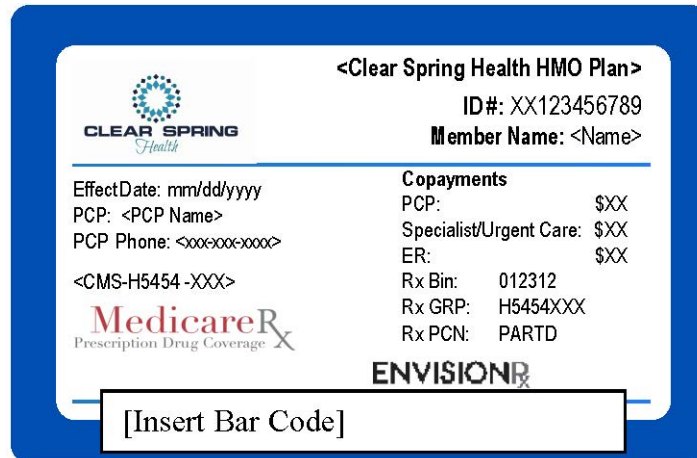 <Clear Spring Health HMO Plan>
CLEAR SPRING
Health
ID#: XX123456789
Member Name: <Name>
EffectDate: mm/dd/yyyy
PCP: <PCP Name>
PCP Phone: <xxx-xxx-xxxx>
<CMS-H5454 -XXX>
MedicareRx
Prescription Drug Coverage
Copayments
PCP: $XX
Specialist/Urgent Care: $XX
ER: $XX
Rx Bin: 012312
Rx GRP: H5454XXX
Rx PCN: PARTD
ENVISIONRx
[Insert Bar Code]